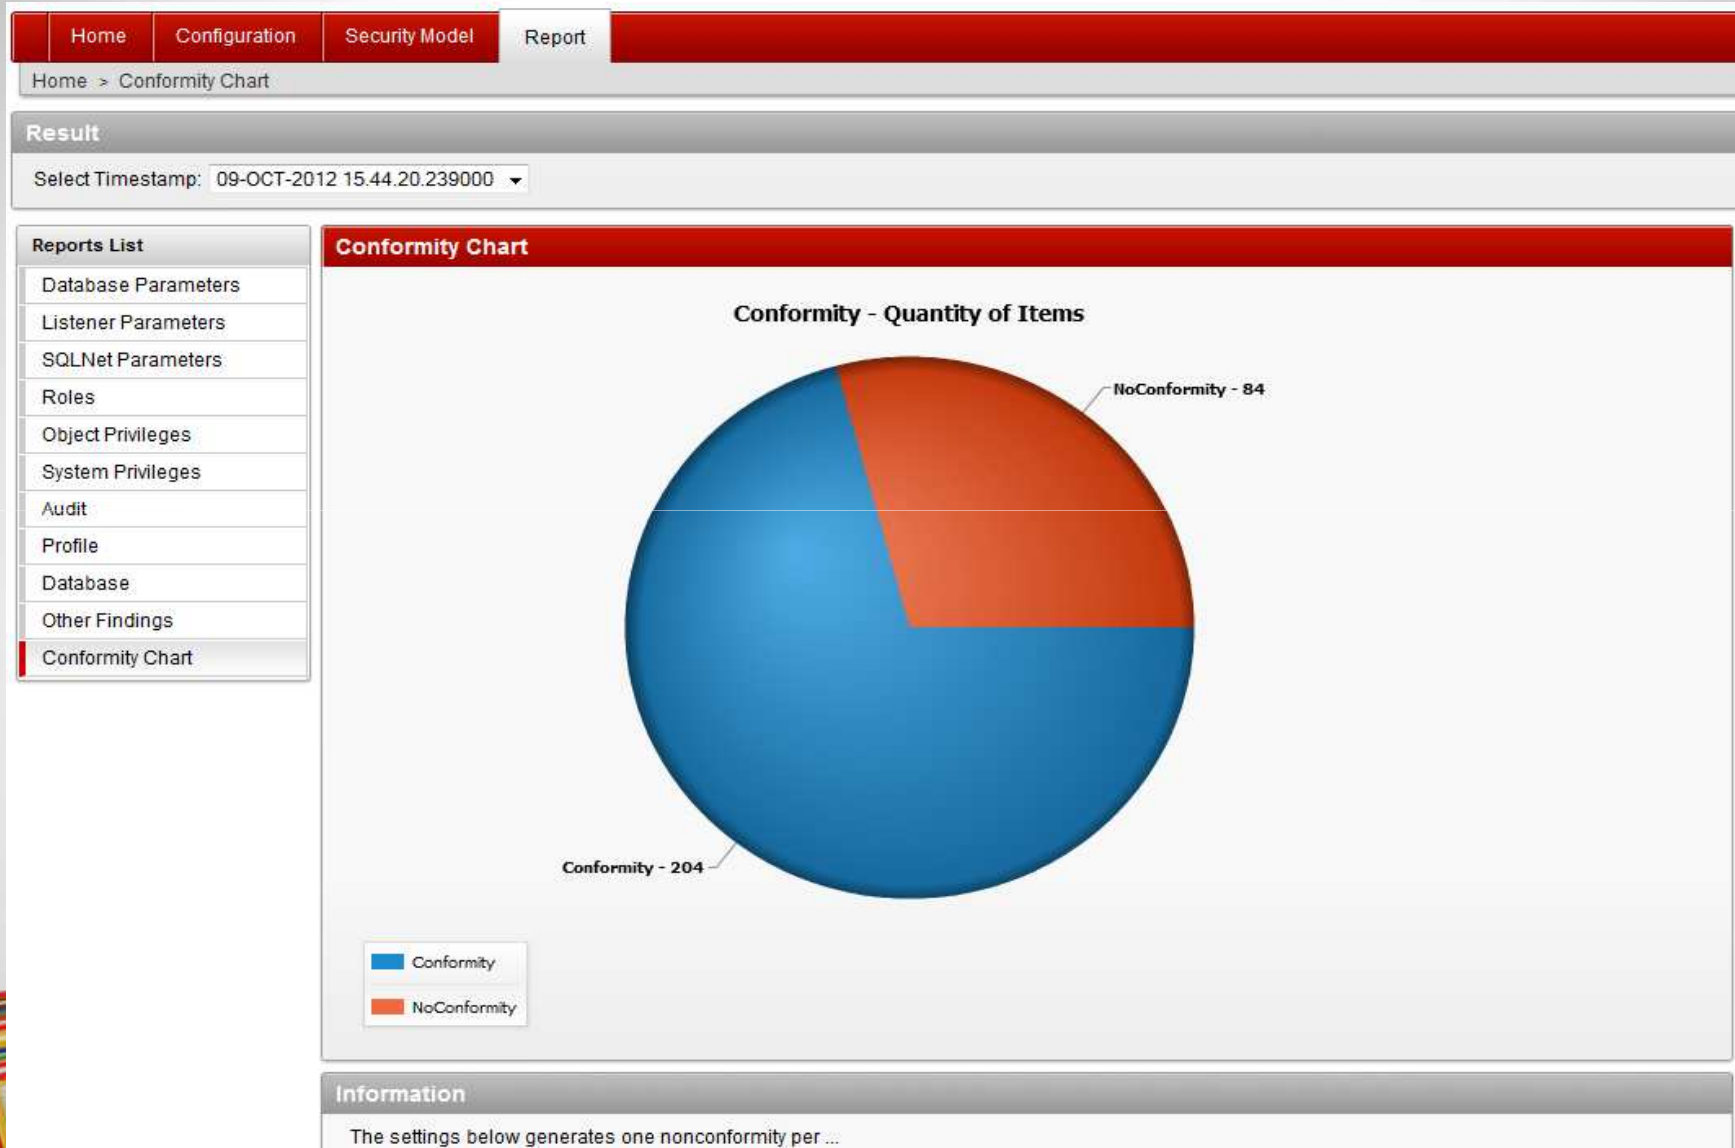 Home Configuration Security Model Report
Home > Conformity Chart
Result
Select Timestamp: 09-OCT-2012 15.44.20.239000
Reports List
Database Parameters
Listener Parameters
SQLNet Parameters
Roles
Object Privileges
System Privileges
Audit
Profile
Database
Other Findings
Conformity Chart
Conformity Chart
Conformity - Quantity of Items
NoConformity - 84
Conformity - 204
Conformity
NoConformity
Information
The settings below generates one nonconformity per ...